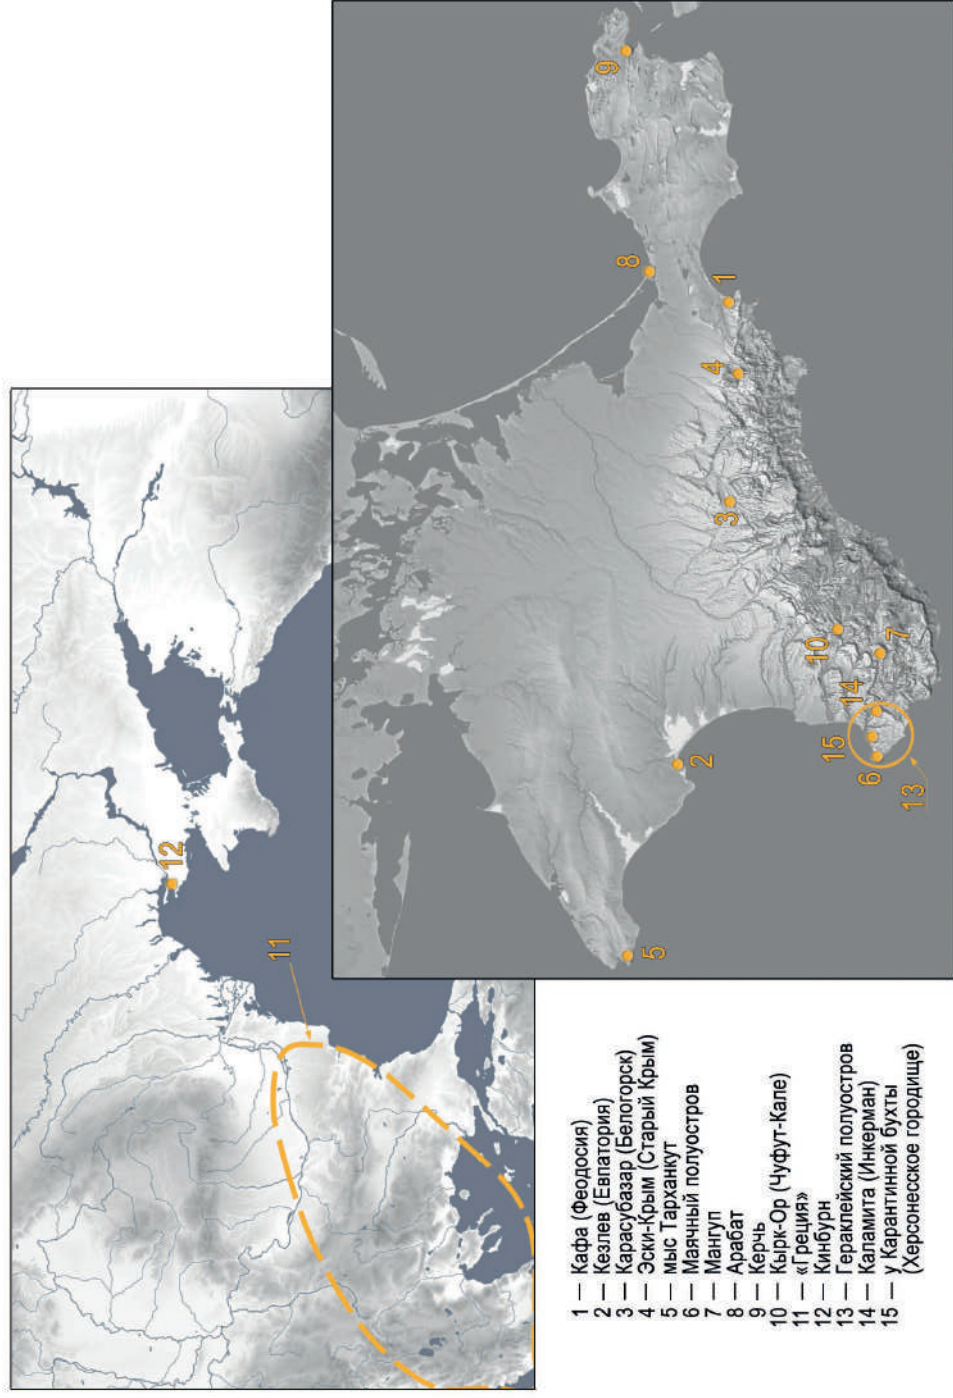 12
11
9
8
1
4
3
10
7
14
15
6
13
2
5
1 — Кафа (Феодосия)
2 — Кезлев (Евпатория)
3 — Карасубазар (Белогорск)
4 — Эски-Крым (Старый Крым)
5 — мыс Тарханкут
6 — Маячный полуостров
7 — Мангуп
8 — Арабат
9 — Керчь
10 — Кырк-Ор (Чуфут-Кале)
11 — «Греция»
12 — Кинбурн
13 — Гераклейский полуостров
14 — Каламита (Инкерман)
15 — у Карантинной бухты
(Херсонесское городище)